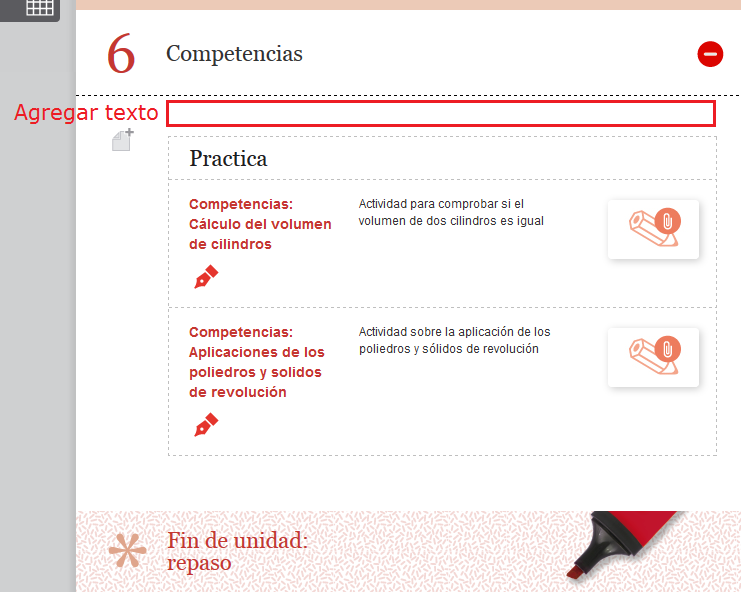 6 Competencias
Agregar texto
Practica
Competencias:
Cálculo del volumen
de cilindros
Actividad para comprobar si el
volumen de dos cilindros es igual
Competencias:
Aplicaciones de los
poliedros y solidos
de revolución
Actividad sobre la aplicación de los
poliedros y sólidos de revolución
Fin de unidad:
repaso